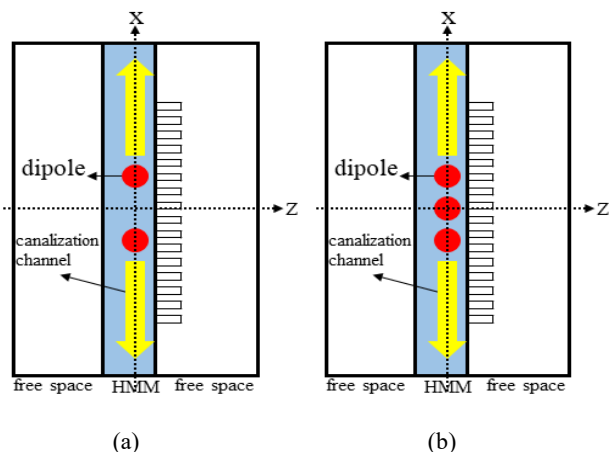 X
dipole
Z
canalization
channel
free space HMM free space
(a)
X
dipole
Z
canalization
channel
free space HMM free space
(b)